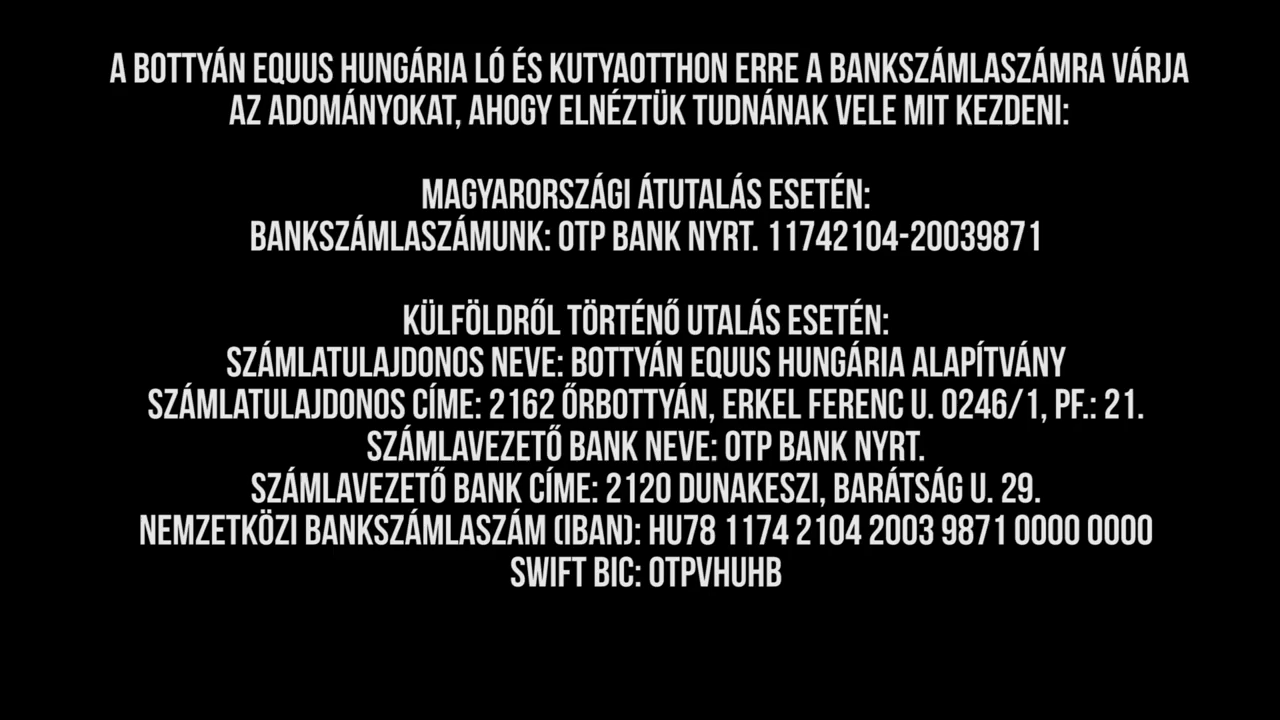 A BOTTYÁN EQUUS HUNGÁRIA LÓ ÉS KUTYAOTTHON ERRE A BANKSZÁMLASZÁMRA VÁRJA
AZ ADOMÁNYOKAT, AHOGY ELNÉZTÜK TUDNÁNAK VELE MIT KEZDENI:
MAGYARORSZÁGI ÁTUTALÁS ESETÉN:
BANKSZÁMLASZÁMUNK: OTP BANK NYRT. 11742104-20039871
KÜLFÖLDRŐL TÖRTÉNŐ UTALÁS ESETÉN:
SZÁMLATULAJDONOS NEVE: BOTTYÁN EQUUS HUNGÁRIA ALAPÍTVÁNY
SZÁMLATULAJDONOS CÍME: 2162 ŐRBOTTYÁN, ERKEL FERENC U. 0246/1, PF.: 21.
SZÁMLAVEZETŐ BANK NEVE: OTP BANK NYRT.
SZÁMLAVEZETŐ BANK CÍME: 2120 DUNAKESZI, BARÁTSÁG U. 29.
NEMZETKÖZI BANKSZÁMLASZÁM (IBAN): HU78 1174 2104 2003 9871 0000 0000
SWIFT BIC: OTPVHUHB